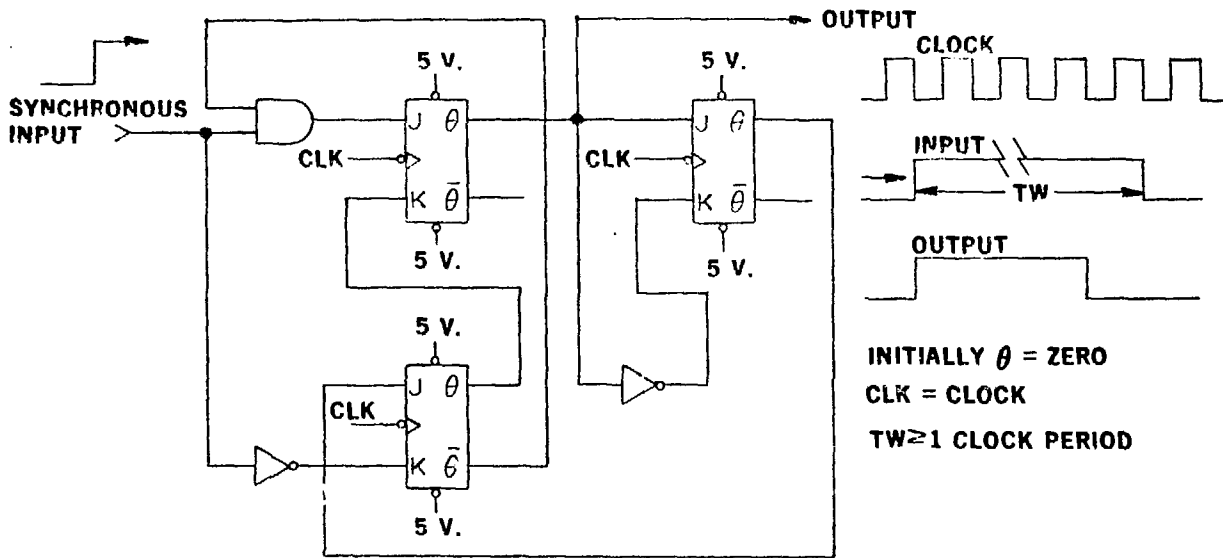 OUTPUT
5 V.
5 V.
CLOCK
SYNCHRONOUS
INPUT
J θ
CLK
K θ̅
5 V.
J θ
CLK
K θ̅
5 V.
INPUT
TW
OUTPUT
5 V.
J θ
CLK
K θ̅
5 V.
INITIALLY θ = ZERO
CLK = CLOCK
TW≥1 CLOCK PERIOD